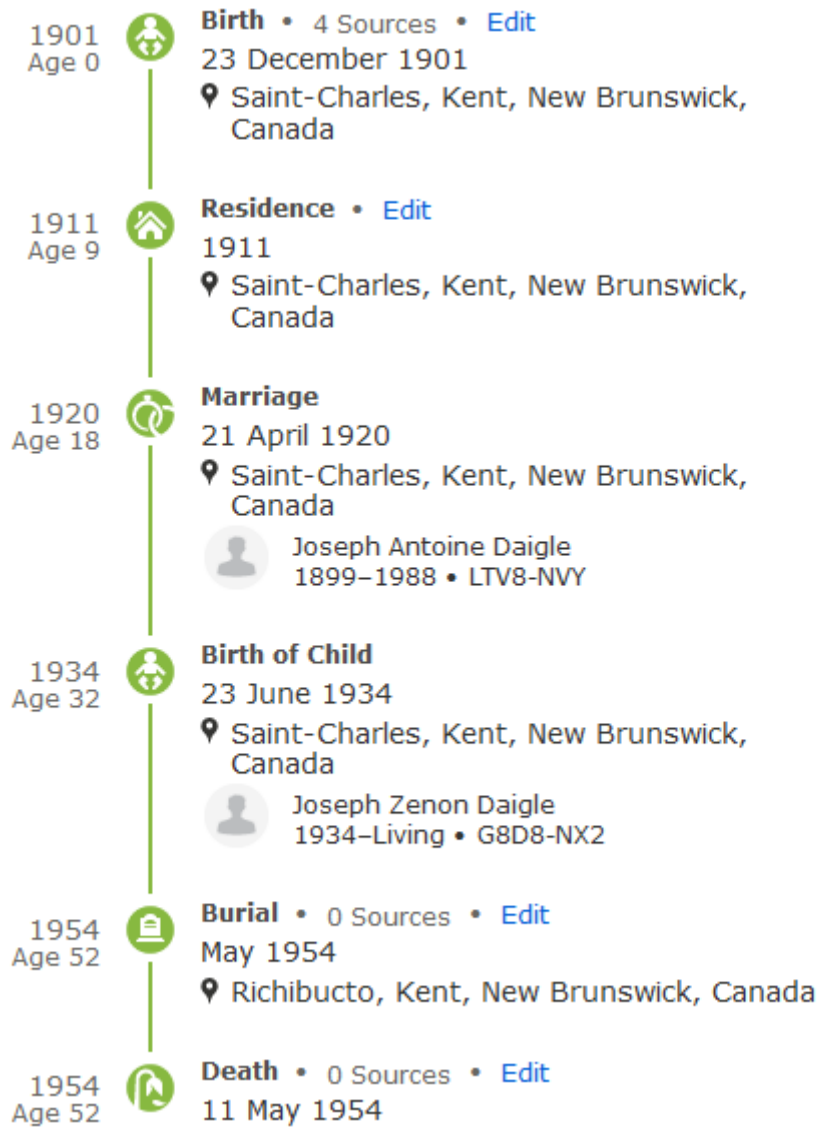 1901
Age 0
Birth • 4 Sources • Edit
23 December 1901
Saint-Charles, Kent, New Brunswick,
Canada
1911
Age 9
Residence • Edit
1911
Saint-Charles, Kent, New Brunswick,
Canada
1920
Age 18
Marriage
21 April 1920
Saint-Charles, Kent, New Brunswick,
Canada
Joseph Antoine Daigle
1899–1988 • LTV8-NVY
1934
Age 32
Birth of Child
23 June 1934
Saint-Charles, Kent, New Brunswick,
Canada
Joseph Zenon Daigle
1934–Living • G8D8-NX2
1954
Age 52
Burial • 0 Sources • Edit
May 1954
Richibucto, Kent, New Brunswick, Canada
1954
Age 52
Death • 0 Sources • Edit
11 May 1954